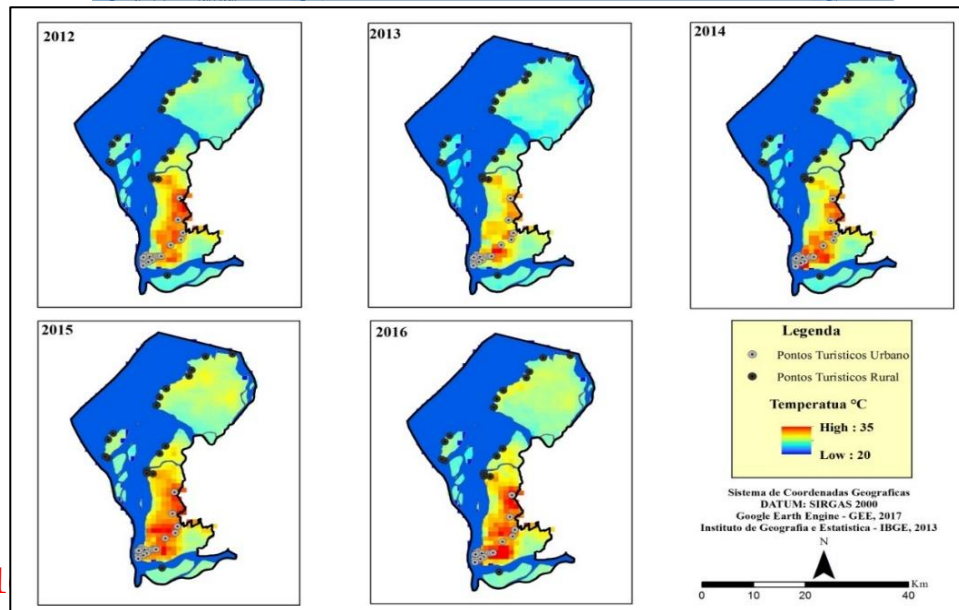 2012
2013
2014
2015
2016
Legenda
Pontos Turisticos Urbano
Pontos Turisticos Rural
Temperatua °C
High : 35
Low : 20
Sistema de Coordenadas Geograficas
DATUM: SIRGAS 2000
Google Earth Engine - GEE, 2017
Instituto de Geografia e Estatistica - IBGE, 2013
N
Km
0 10 20 40